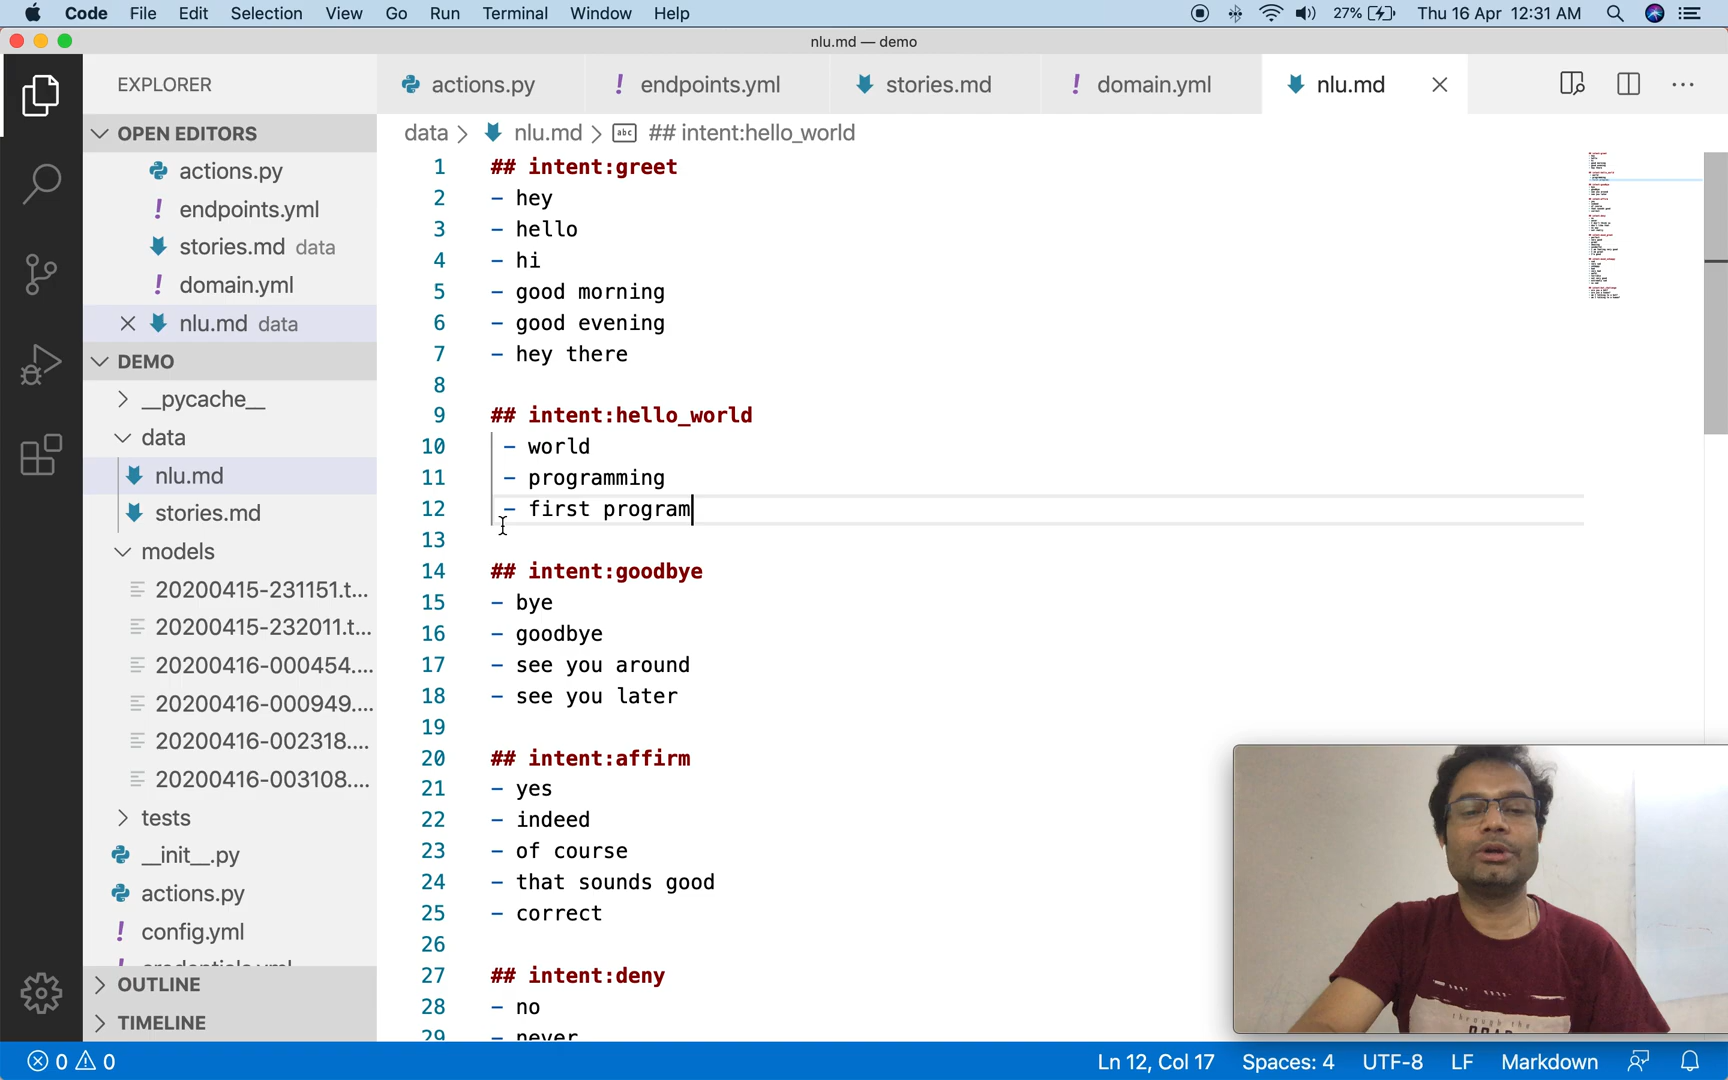 Code File Edit Selection View Go Run Terminal Window Help 27% Thu 16 Apr 12:31 AM
nlu.md — demo
EXPLORER
actions.py
endpoints.yml
stories.md
domain.yml
nlu.md
OPEN EDITORS
actions.py
endpoints.yml
stories.md data
domain.yml
nlu.md data
DEMO
__pycache__
data
nlu.md
stories.md
models
20200415-231151.t...
20200415-232011.t...
20200416-000454....
20200416-000949....
20200416-002318....
20200416-003108....
tests
__init__.py
actions.py
config.yml
credentials.yml
OUTLINE
TIMELINE
data > nlu.md > abc ## intent:hello_world
1 ## intent:greet
2 - hey
3 - hello
4 - hi
5 - good morning
6 - good evening
7 - hey there
8
9 ## intent:hello_world
10 - world
11 - programming
12 - first program
13
14 ## intent:goodbye
15 - bye
16 - goodbye
17 - see you around
18 - see you later
19
20 ## intent:affirm
21 - yes
22 - indeed
23 - of course
24 - that sounds good
25 - correct
26
27 ## intent:deny
28 - no
29 - never
through the
0 0
Ln 12, Col 17 Spaces: 4 UTF-8 LF Markdown